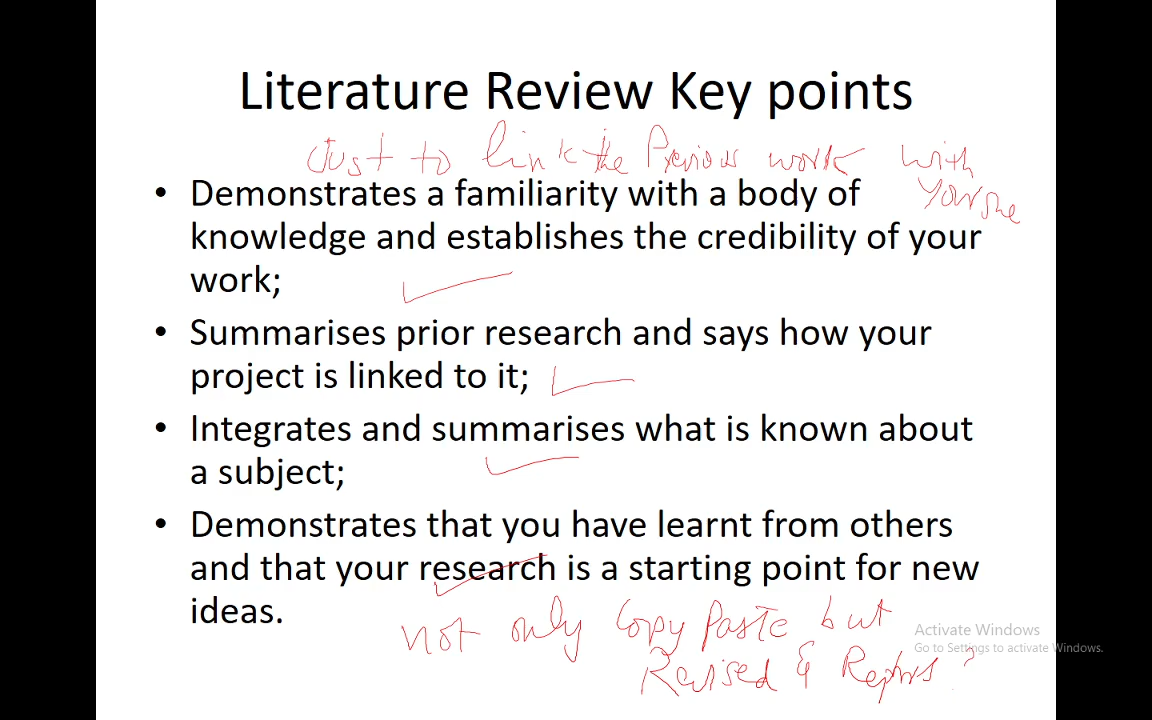 Literature Review Key points
Just to link the Previous work with
• Demonstrates a familiarity with a body of
knowledge and establishes the credibility of your
work;
• Summarises prior research and says how your
project is linked to it;
• Integrates and summarises what is known about
a subject;
• Demonstrates that you have learnt from others
and that your research is a starting point for new
ideas.
not only Copy Paste but
Revised &
Activate Windows
Go to Settings to activate Windows.